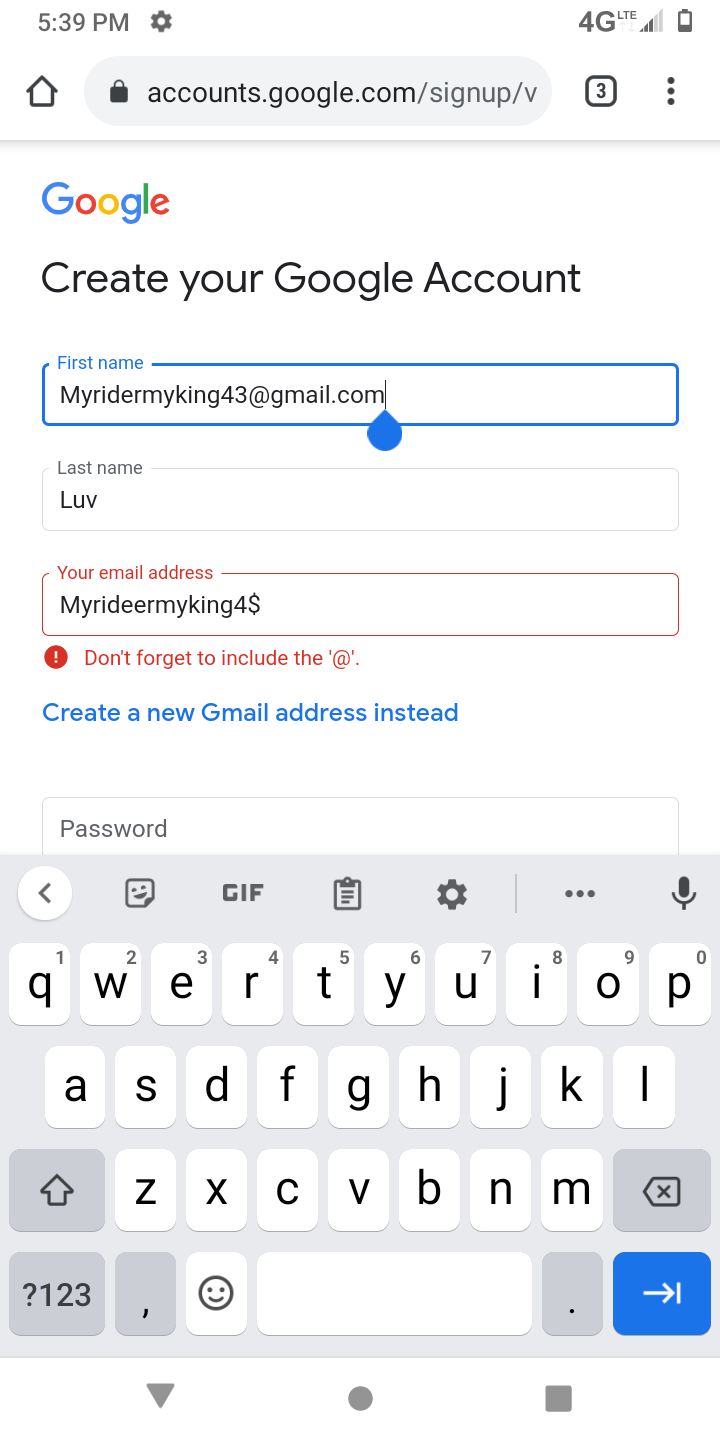 5:39 PM 4G LTE
accounts.google.com/signup/v 3
Google
Create your Google Account
First name
Myridermyking43@gmail.com
Last name
Luv
Your email address
Myrideermyking4$
! Don't forget to include the '@'.
Create a new Gmail address instead
Password
GIF
q 1 w 2 e 3 r 4 t 5 y 6 u 7 i 8 o 9 p 0
a s d f g h j k l
z x c v b n m
?123 , .